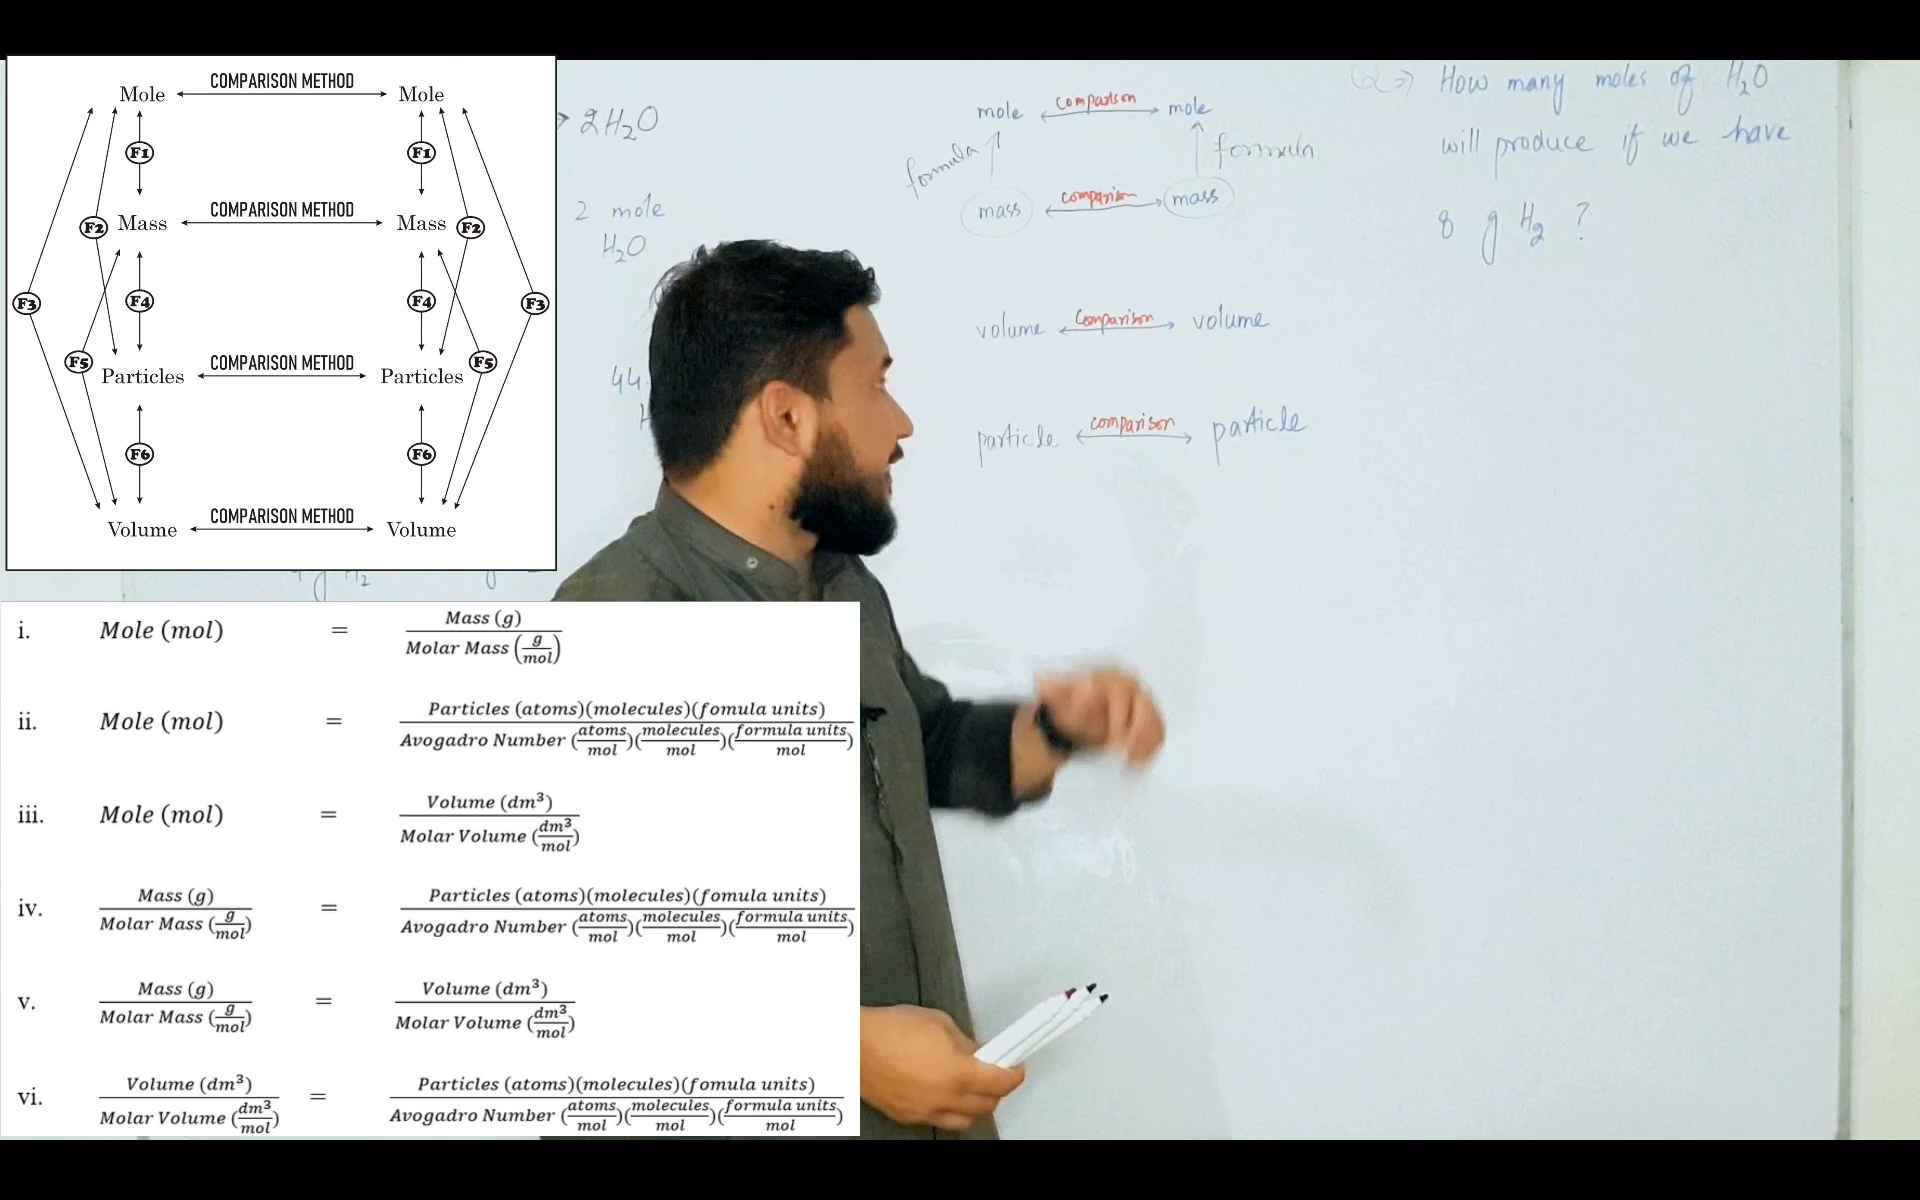 Mole COMPARISON METHOD Mole
F1 F1
Mass COMPARISON METHOD Mass
F2 F2
F3 F4 F4 F3
F5 F5
Particles COMPARISON METHOD Particles
F6 F6
Volume COMPARISON METHOD Volume
2H₂O
2 mole
H₂O
44.
H₂
mole comparison mole
formula formula
mass comparison mass
volume comparison volume
particle comparison particle
Q⇒ How many moles of H₂O
will produce if we have
8 g H₂ ?
i. Mole (mol) = Mass (g) / Molar Mass (g/mol)
ii. Mole (mol) = Particles (atoms)(molecules)(fomula units) / Avogadro Number (atoms/mol)(molecules/mol)(formula units/mol)
iii. Mole (mol) = Volume (dm³) / Molar Volume (dm³/mol)
iv. Mass (g) / Molar Mass (g/mol) = Particles (atoms)(molecules)(fomula units) / Avogadro Number (atoms/mol)(molecules/mol)(formula units/mol)
v. Mass (g) / Molar Mass (g/mol) = Volume (dm³) / Molar Volume (dm³/mol)
vi. Volume (dm³) / Molar Volume (dm³/mol) = Particles (atoms)(molecules)(fomula units) / Avogadro Number (atoms/mol)(molecules/mol)(formula units/mol)